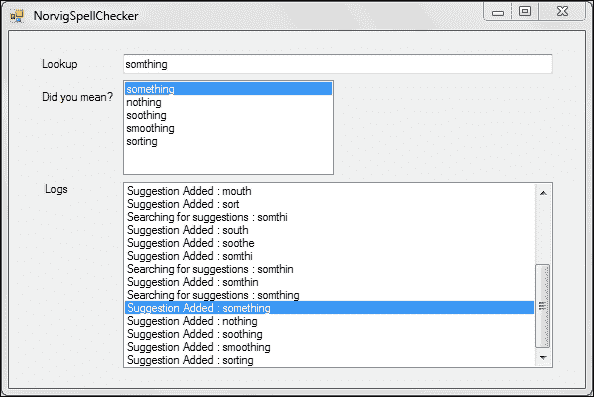 NorvigSpellChecker
Lookup somthing
Did you mean?
something
nothing
soothing
smoothing
sorting
Logs
Suggestion Added : mouth
Suggestion Added : sort
Searching for suggestions : somthi
Suggestion Added : south
Suggestion Added : soothe
Suggestion Added : somthi
Searching for suggestions : somthin
Suggestion Added : somthin
Searching for suggestions : somthing
Suggestion Added : something
Suggestion Added : nothing
Suggestion Added : soothing
Suggestion Added : smoothing
Suggestion Added : sorting